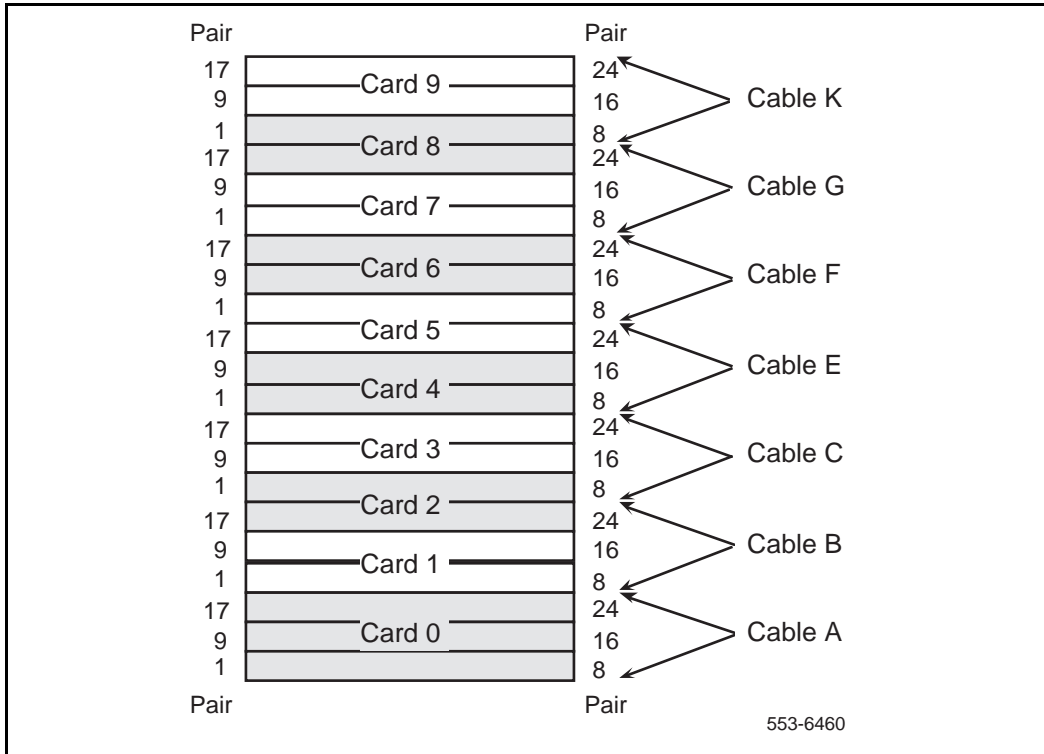 Pair Pair
17 24
Card 9
9 16
Cable K
1 8
Card 8
17 24
9 16
Cable G
Card 7
1 8
17 24
Card 6
9 16
Cable F
1 8
Card 5
17 24
9 16
Cable E
Card 4
1 8
17 24
Card 3
9 16
Cable C
1 8
Card 2
17 24
9 16
Cable B
Card 1
1 8
17 24
Card 0
9 16
Cable A
1 8
Pair Pair
553-6460